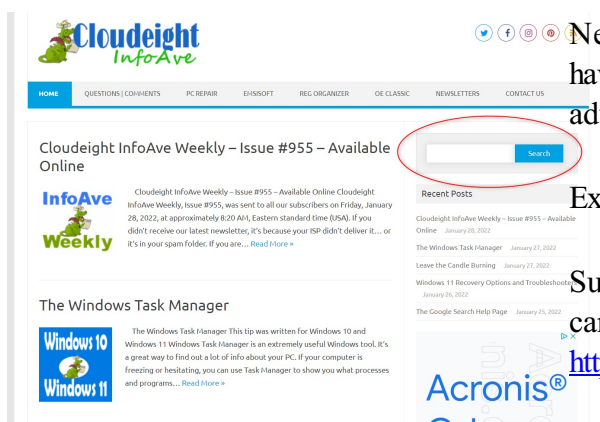 Cloudeight
InfoAve
HOME QUESTIONS | COMMENTS PC REPAIR EMSISOFT REG ORGANIZER OE CLASSIC NEWSLETTERS CONTACT US
Cloudeight InfoAve Weekly – Issue #955 – Available
Online
InfoAve
Weekly
Cloudeight InfoAve Weekly – Issue #955 – Available Online Cloudeight
InfoAve Weekly, Issue #955, was sent to all our subscribers on Friday, January
28, 2022, at approximately 8:20 AM, Eastern standard time (USA). If you
didn't receive our latest newsletter, it's because your ISP didn't deliver it… or
it's in your spam folder. If you are… Read More »
The Windows Task Manager
Windows 10
Windows 11
The Windows Task Manager This tip was written for Windows 10 and
Windows 11 Windows Task Manager is an extremely useful Windows tool. It's
a great way to find out a lot of info about your PC. If your computer is
freezing or hesitating, you can use Task Manager to show you what processes
and programs… Read More »
Search
Recent Posts
Cloudeight InfoAve Weekly – Issue #955 – Available
Online January 28, 2022
The Windows Task Manager January 27, 2022
Leave the Candle Burning January 27, 2022
Windows 11 Recovery Options and Troubleshooters
January 26, 2022
The Google Search Help Page January 25, 2022
Acronis®
Ne
hav
ad
Ex
Su
can
htt